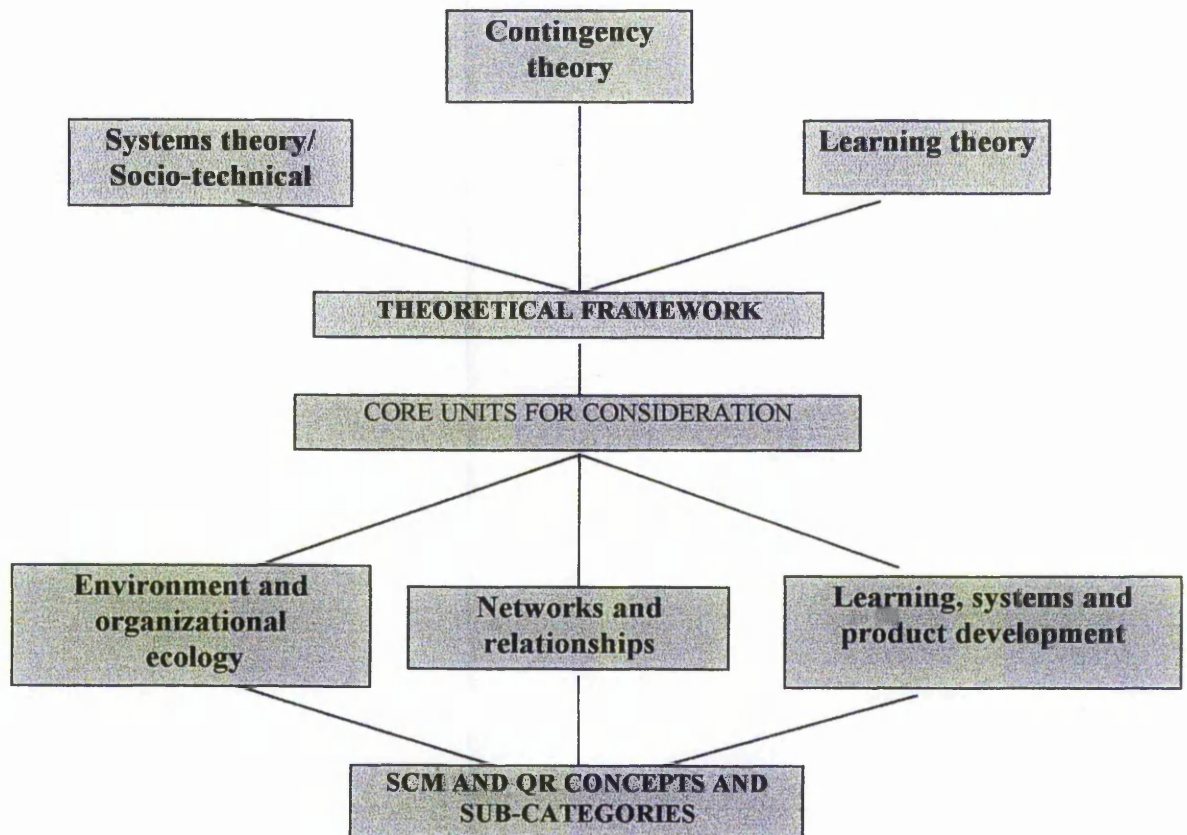 Contingency
theory
Systems theory/
Socio-technical
Learning theory
THEORETICAL FRAMEWORK
CORE UNITS FOR CONSIDERATION
Environment and
organizational
ecology
Networks and
relationships
Learning, systems and
product development
SCM AND QR CONCEPTS AND
SUB-CATEGORIES